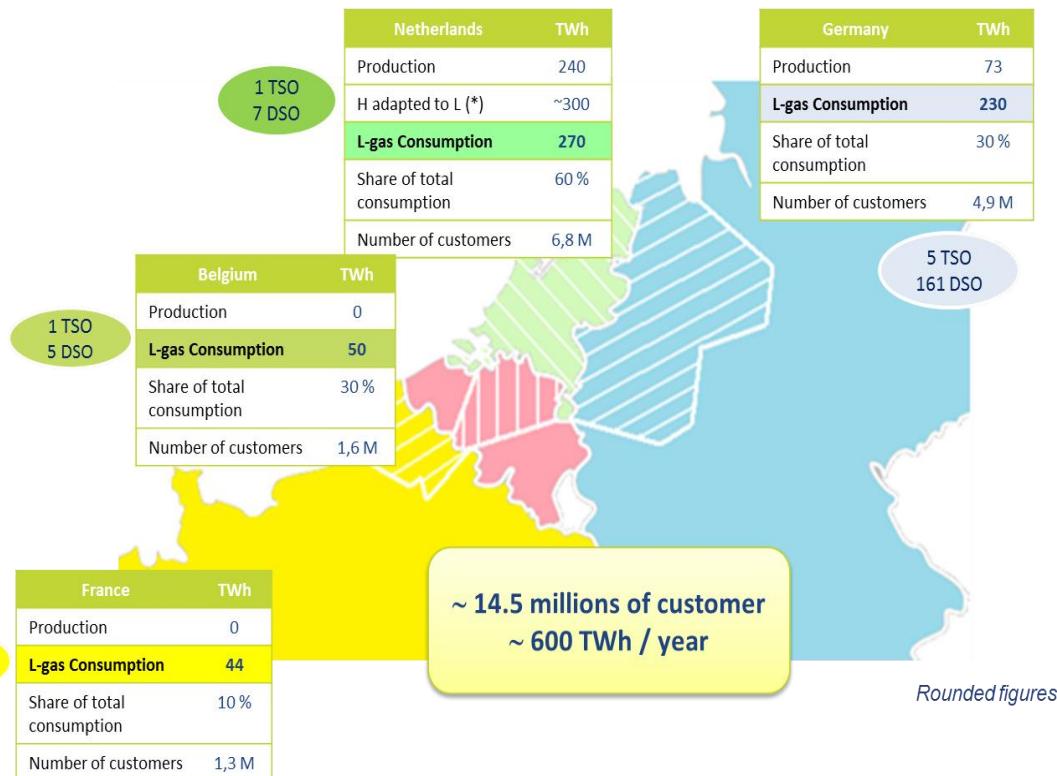 Netherlands TWh
Production 240
H adapted to L (*) ~300
L-gas Consumption 270
Share of total 60 %
consumption
Number of customers 6,8 M
1 TSO
7 DSO
Germany TWh
Production 73
L-gas Consumption 230
Share of total 30 %
consumption
Number of customers 4,9 M
5 TSO
161 DSO
Belgium TWh
Production 0
L-gas Consumption 50
Share of total 30 %
consumption
Number of customers 1,6 M
1 TSO
5 DSO
France TWh
Production 0
L-gas Consumption 44
Share of total 10 %
consumption
Number of customers 1,3 M
~ 14.5 millions of customer
~ 600 TWh / year
Rounded figures